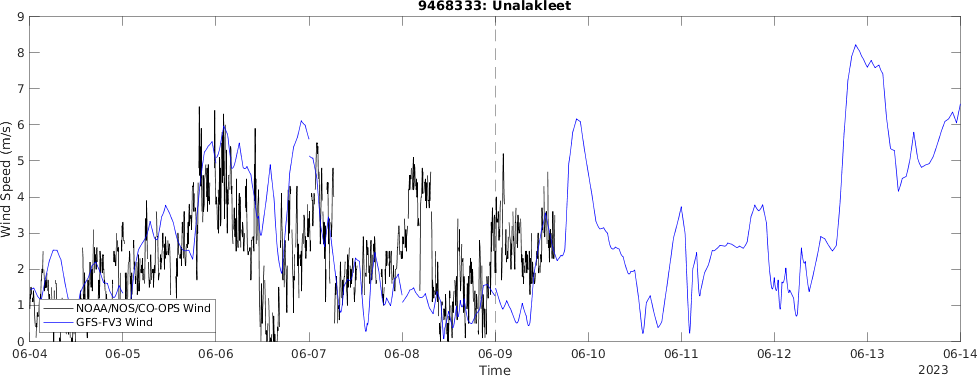 9468333: Unalakleet
9
8
7
6
5
4
3
2
1
0
Wind Speed (m/s)
NOAA/NOS/CO-OPS Wind
GFS-FV3 Wind
06-04 06-05 06-06 06-07 06-08 06-09 06-10 06-11 06-12 06-13 06-14
Time
2023